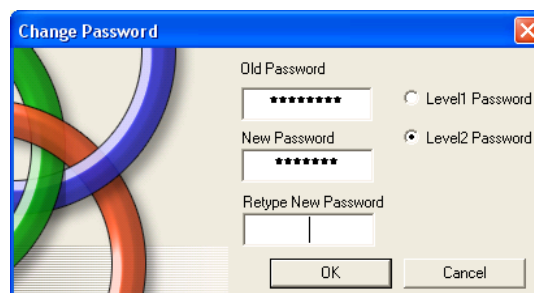 Change Password
Old Password
********
Level1 Password
New Password
Level2 Password
*******
Retype New Password
OK
Cancel